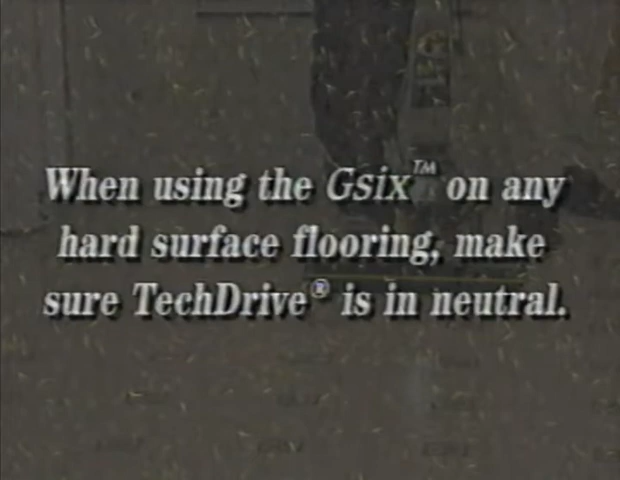 When using the Gsix™ on any
hard surface flooring, make
sure TechDrive® is in neutral.